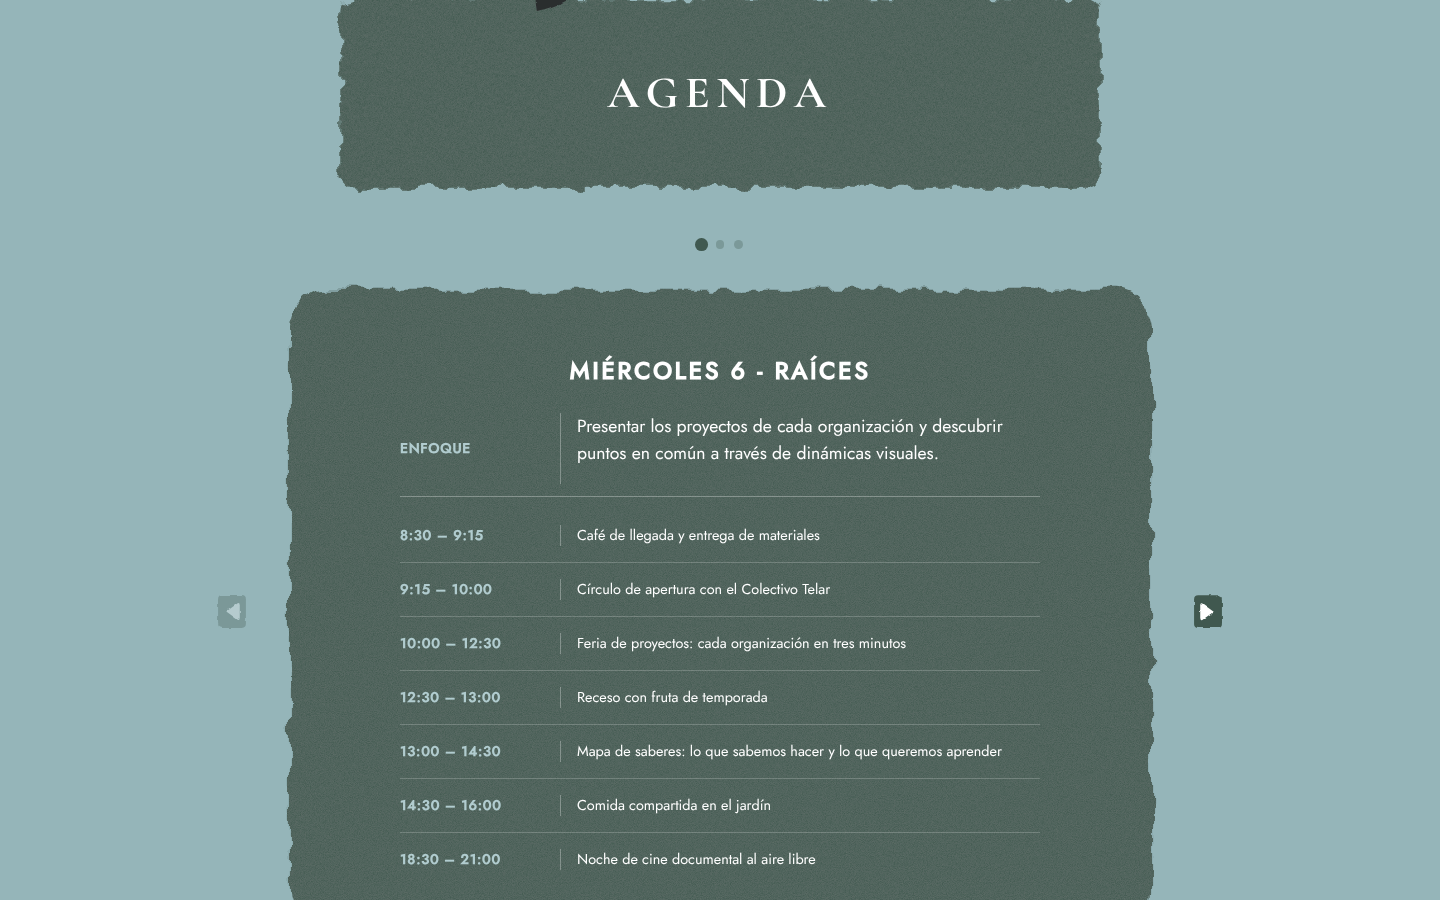 AGENDA
MIÉRCOLES 6 - RAÍCES
ENFOQUE
Presentar los proyectos de cada organización y descubrir
puntos en común a través de dinámicas visuales.
8:30 – 9:15 Café de llegada y entrega de materiales
9:15 – 10:00 Círculo de apertura con el Colectivo Telar
10:00 – 12:30 Feria de proyectos: cada organización en tres minutos
12:30 – 13:00 Receso con fruta de temporada
13:00 – 14:30 Mapa de saberes: lo que sabemos hacer y lo que queremos aprender
14:30 – 16:00 Comida compartida en el jardín
18:30 – 21:00 Noche de cine documental al aire libre